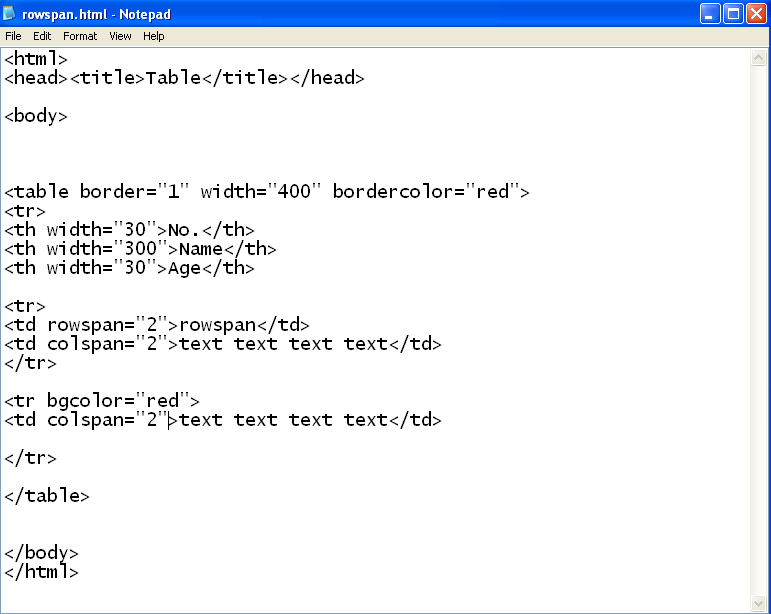 rowspan.html - Notepad
File Edit Format View Help
<html>
<head><title>Table</title></head>
<body>
<table border="1" width="400" bordercolor="red">
<tr>
<th width="30">No.</th>
<th width="300">Name</th>
<th width="30">Age</th>
<tr>
<td rowspan="2">rowspan</td>
<td colspan="2">text text text text</td>
</tr>
<tr bgcolor="red">
<td colspan="2">text text text text</td>
</tr>
</table>
</body>
</html>